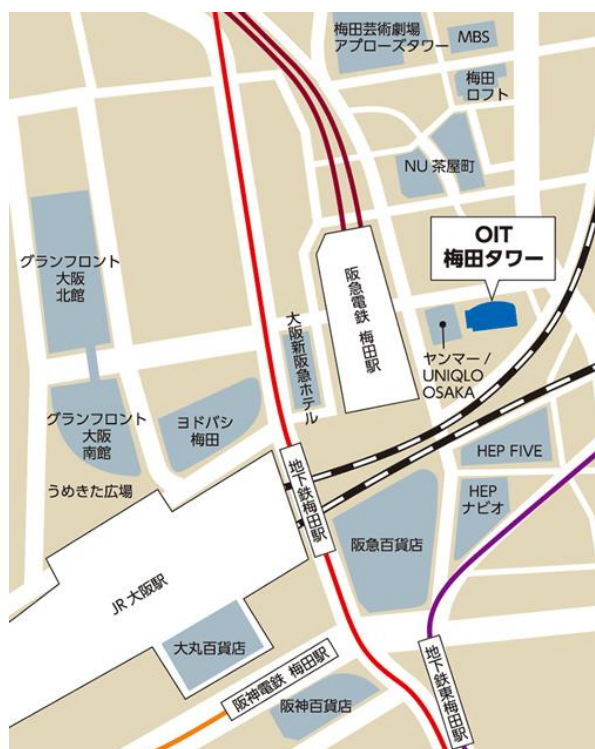 梅田芸術劇場
アプローズタワー
MBS
梅田
ロフト
NU 茶屋町
OIT
梅田タワー
グランフロント
大阪
北館
阪急電鉄 梅田駅
大阪新阪急ホテル
ヤンマー /
UNIQLO
OSAKA
グランフロント
大阪
南館
ヨドバシ
梅田
HEP FIVE
うめきた広場
地下鉄梅田駅
HEP
ナビオ
阪急百貨店
JR 大阪駅
大丸百貨店
阪神電鉄 梅田駅
地下鉄東梅田駅
阪神百貨店